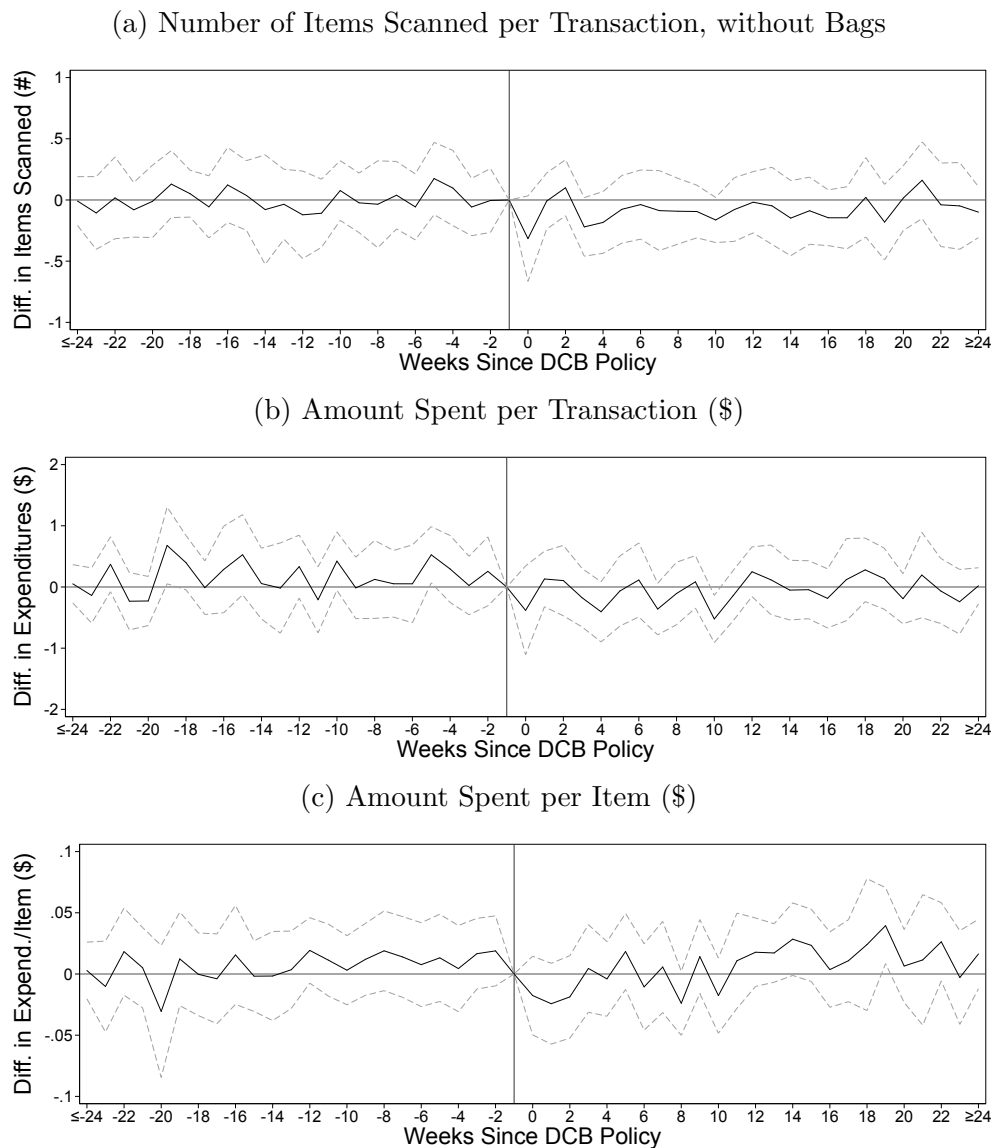 (a) Number of Items Scanned per Transaction, without Bags
Diff. in Items Scanned (#)
1
.5
0
-.5
-1
≤-24 -22 -20 -18 -16 -14 -12 -10 -8 -6 -4 -2 0 2 4 6 8 10 12 14 16 18 20 22 ≥24
Weeks Since DCB Policy
(b) Amount Spent per Transaction ($)
Diff. in Expenditures ($)
2
1
0
-1
-2
≤-24 -22 -20 -18 -16 -14 -12 -10 -8 -6 -4 -2 0 2 4 6 8 10 12 14 16 18 20 22 ≥24
Weeks Since DCB Policy
(c) Amount Spent per Item ($)
Diff. in Expend./Item ($)
.1
.05
0
-.05
-.1
≤-24 -22 -20 -18 -16 -14 -12 -10 -8 -6 -4 -2 0 2 4 6 8 10 12 14 16 18 20 22 ≥24
Weeks Since DCB Policy